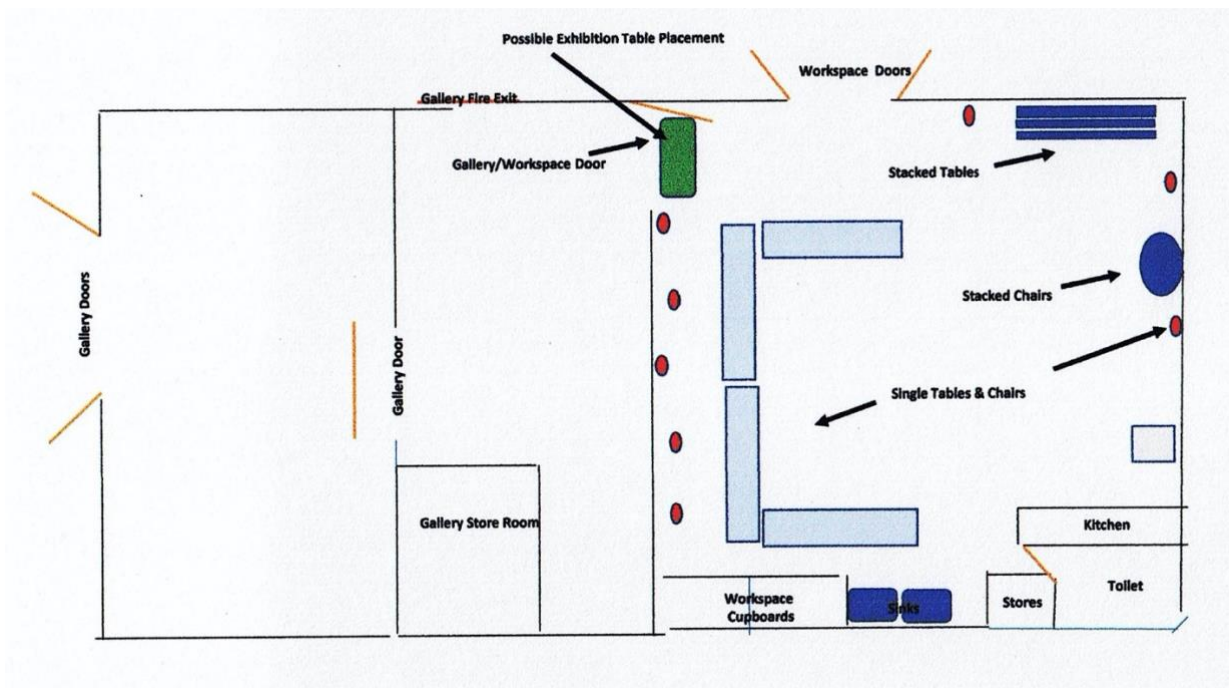 Possible Exhibition Table Placement
Workspace Doors
Gallery Fire Exit
Gallery/Workspace Door
Stacked Tables
Gallery Doors
Gallery Door
Stacked Chairs
Single Tables & Chairs
Gallery Store Room
Kitchen
Toilet
Workspace
Cupboards
Sinks
Stores